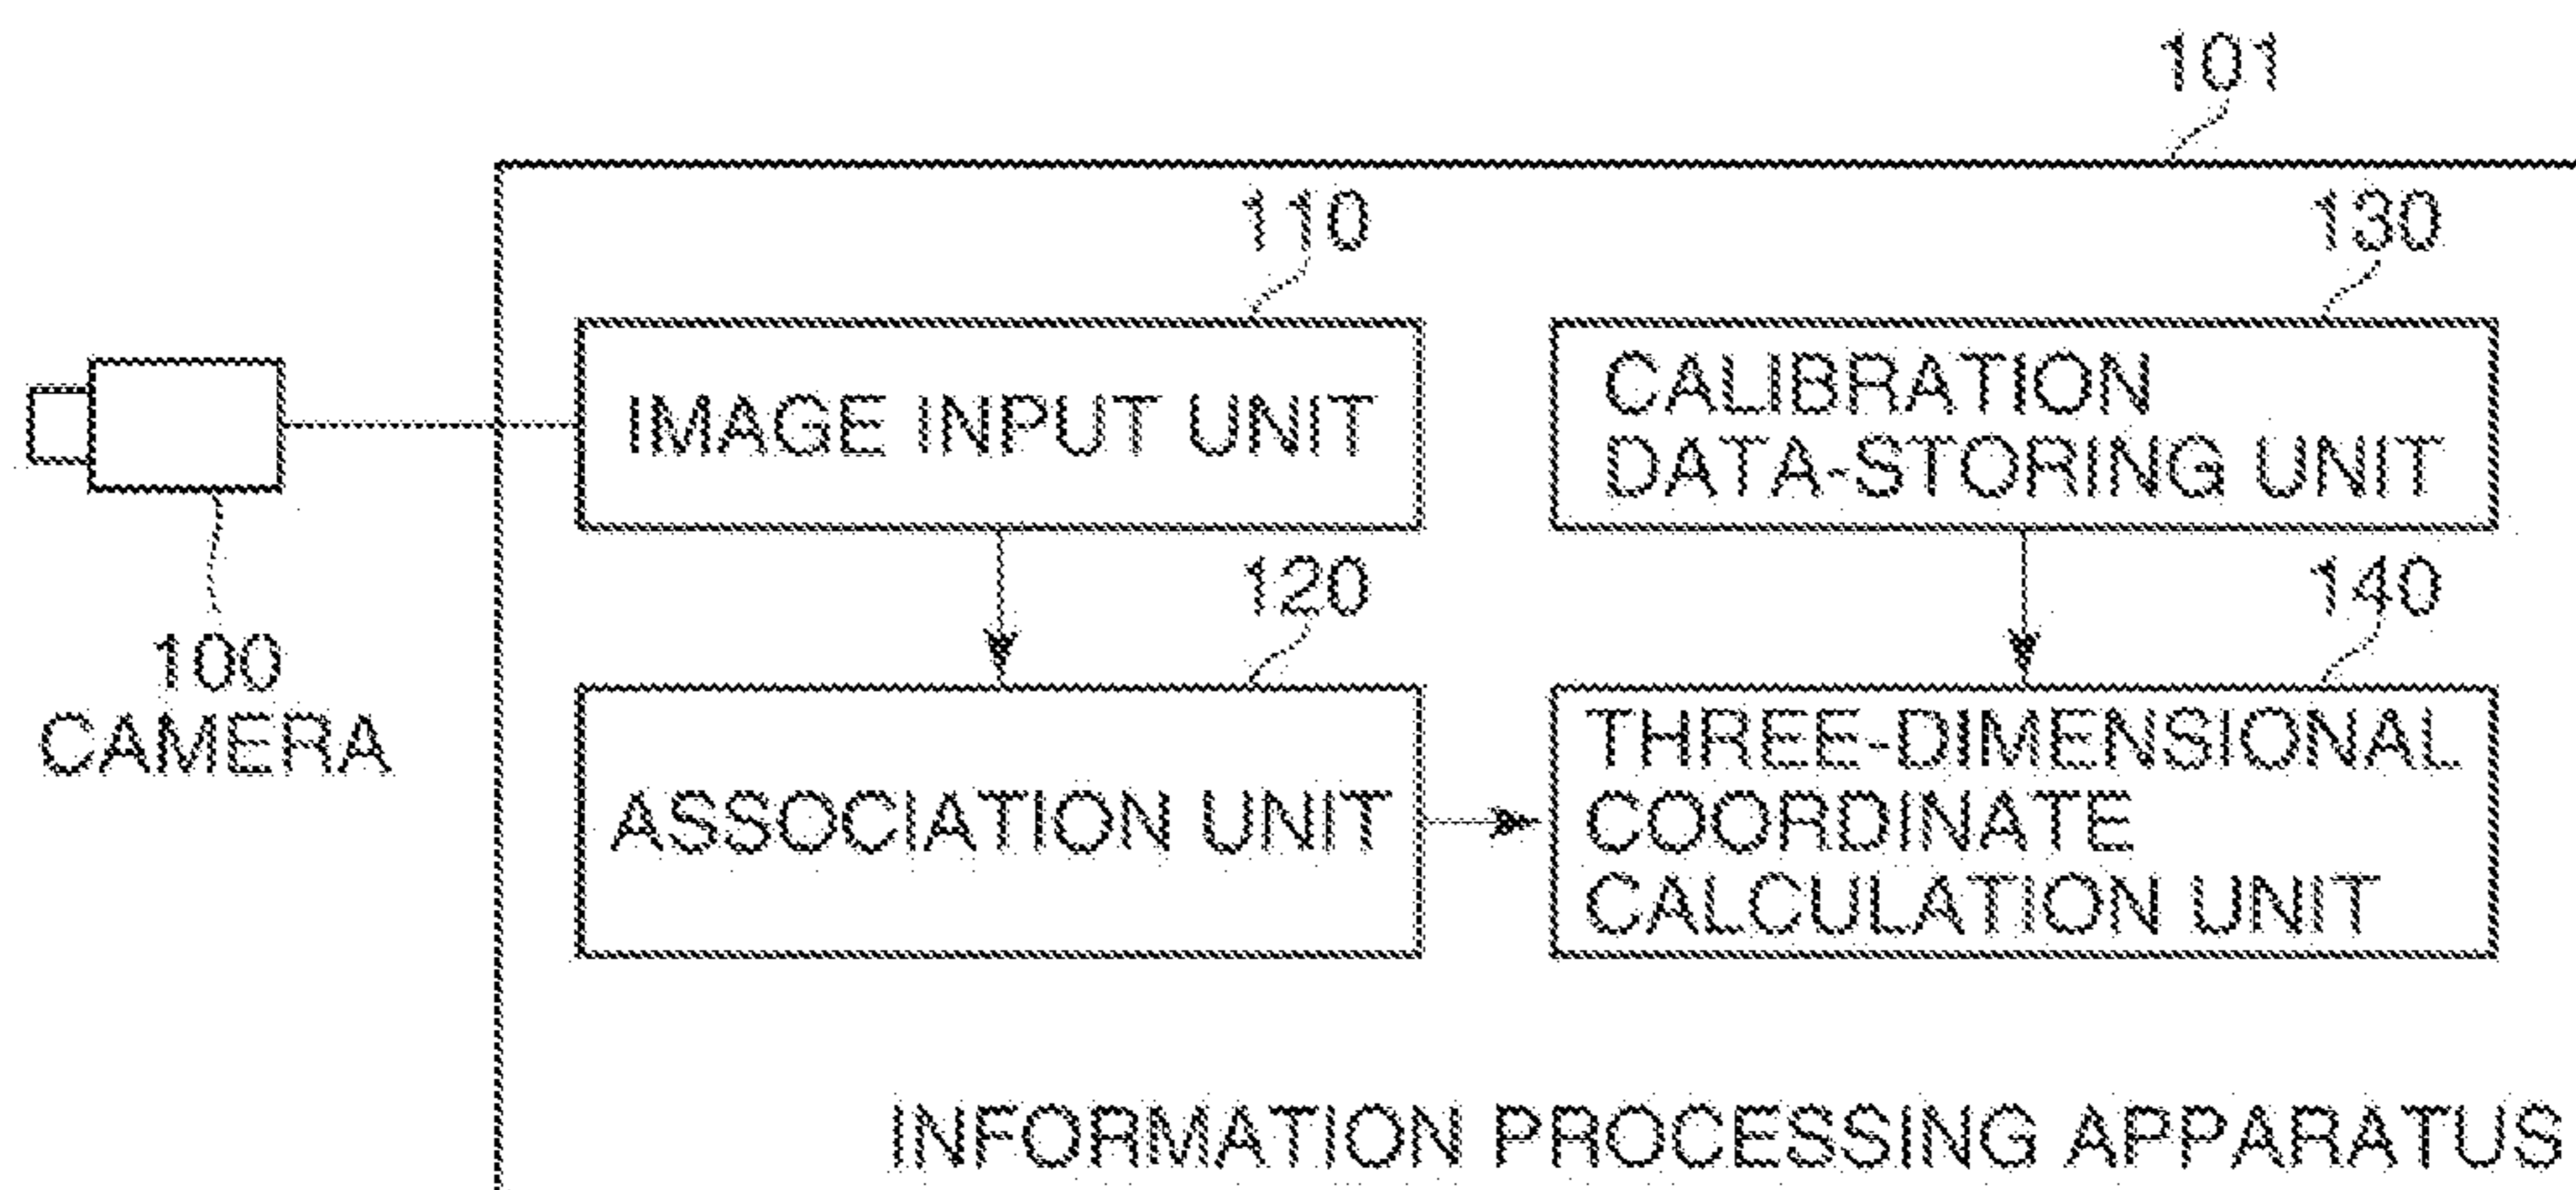 101
110
130
IMAGE INPUT UNIT
CALIBRATION
DATA-STORING UNIT
100
CAMERA
120
140
ASSOCIATION UNIT
THREE-DIMENSIONAL
COORDINATE
CALCULATION UNIT
INFORMATION PROCESSING APPARATUS